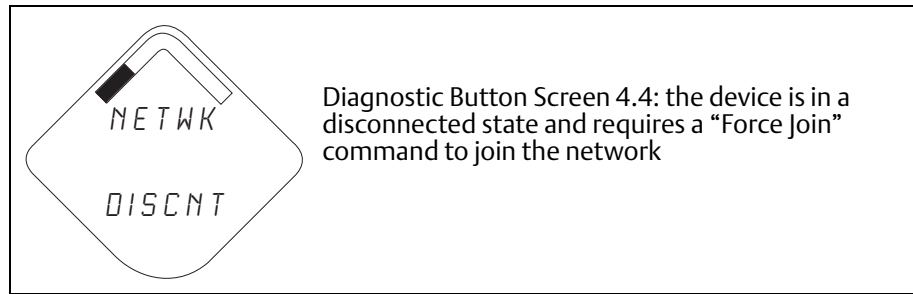 NETWK
DISCNT
Diagnostic Button Screen 4.4: the device is in a
disconnected state and requires a “Force Join”
command to join the network